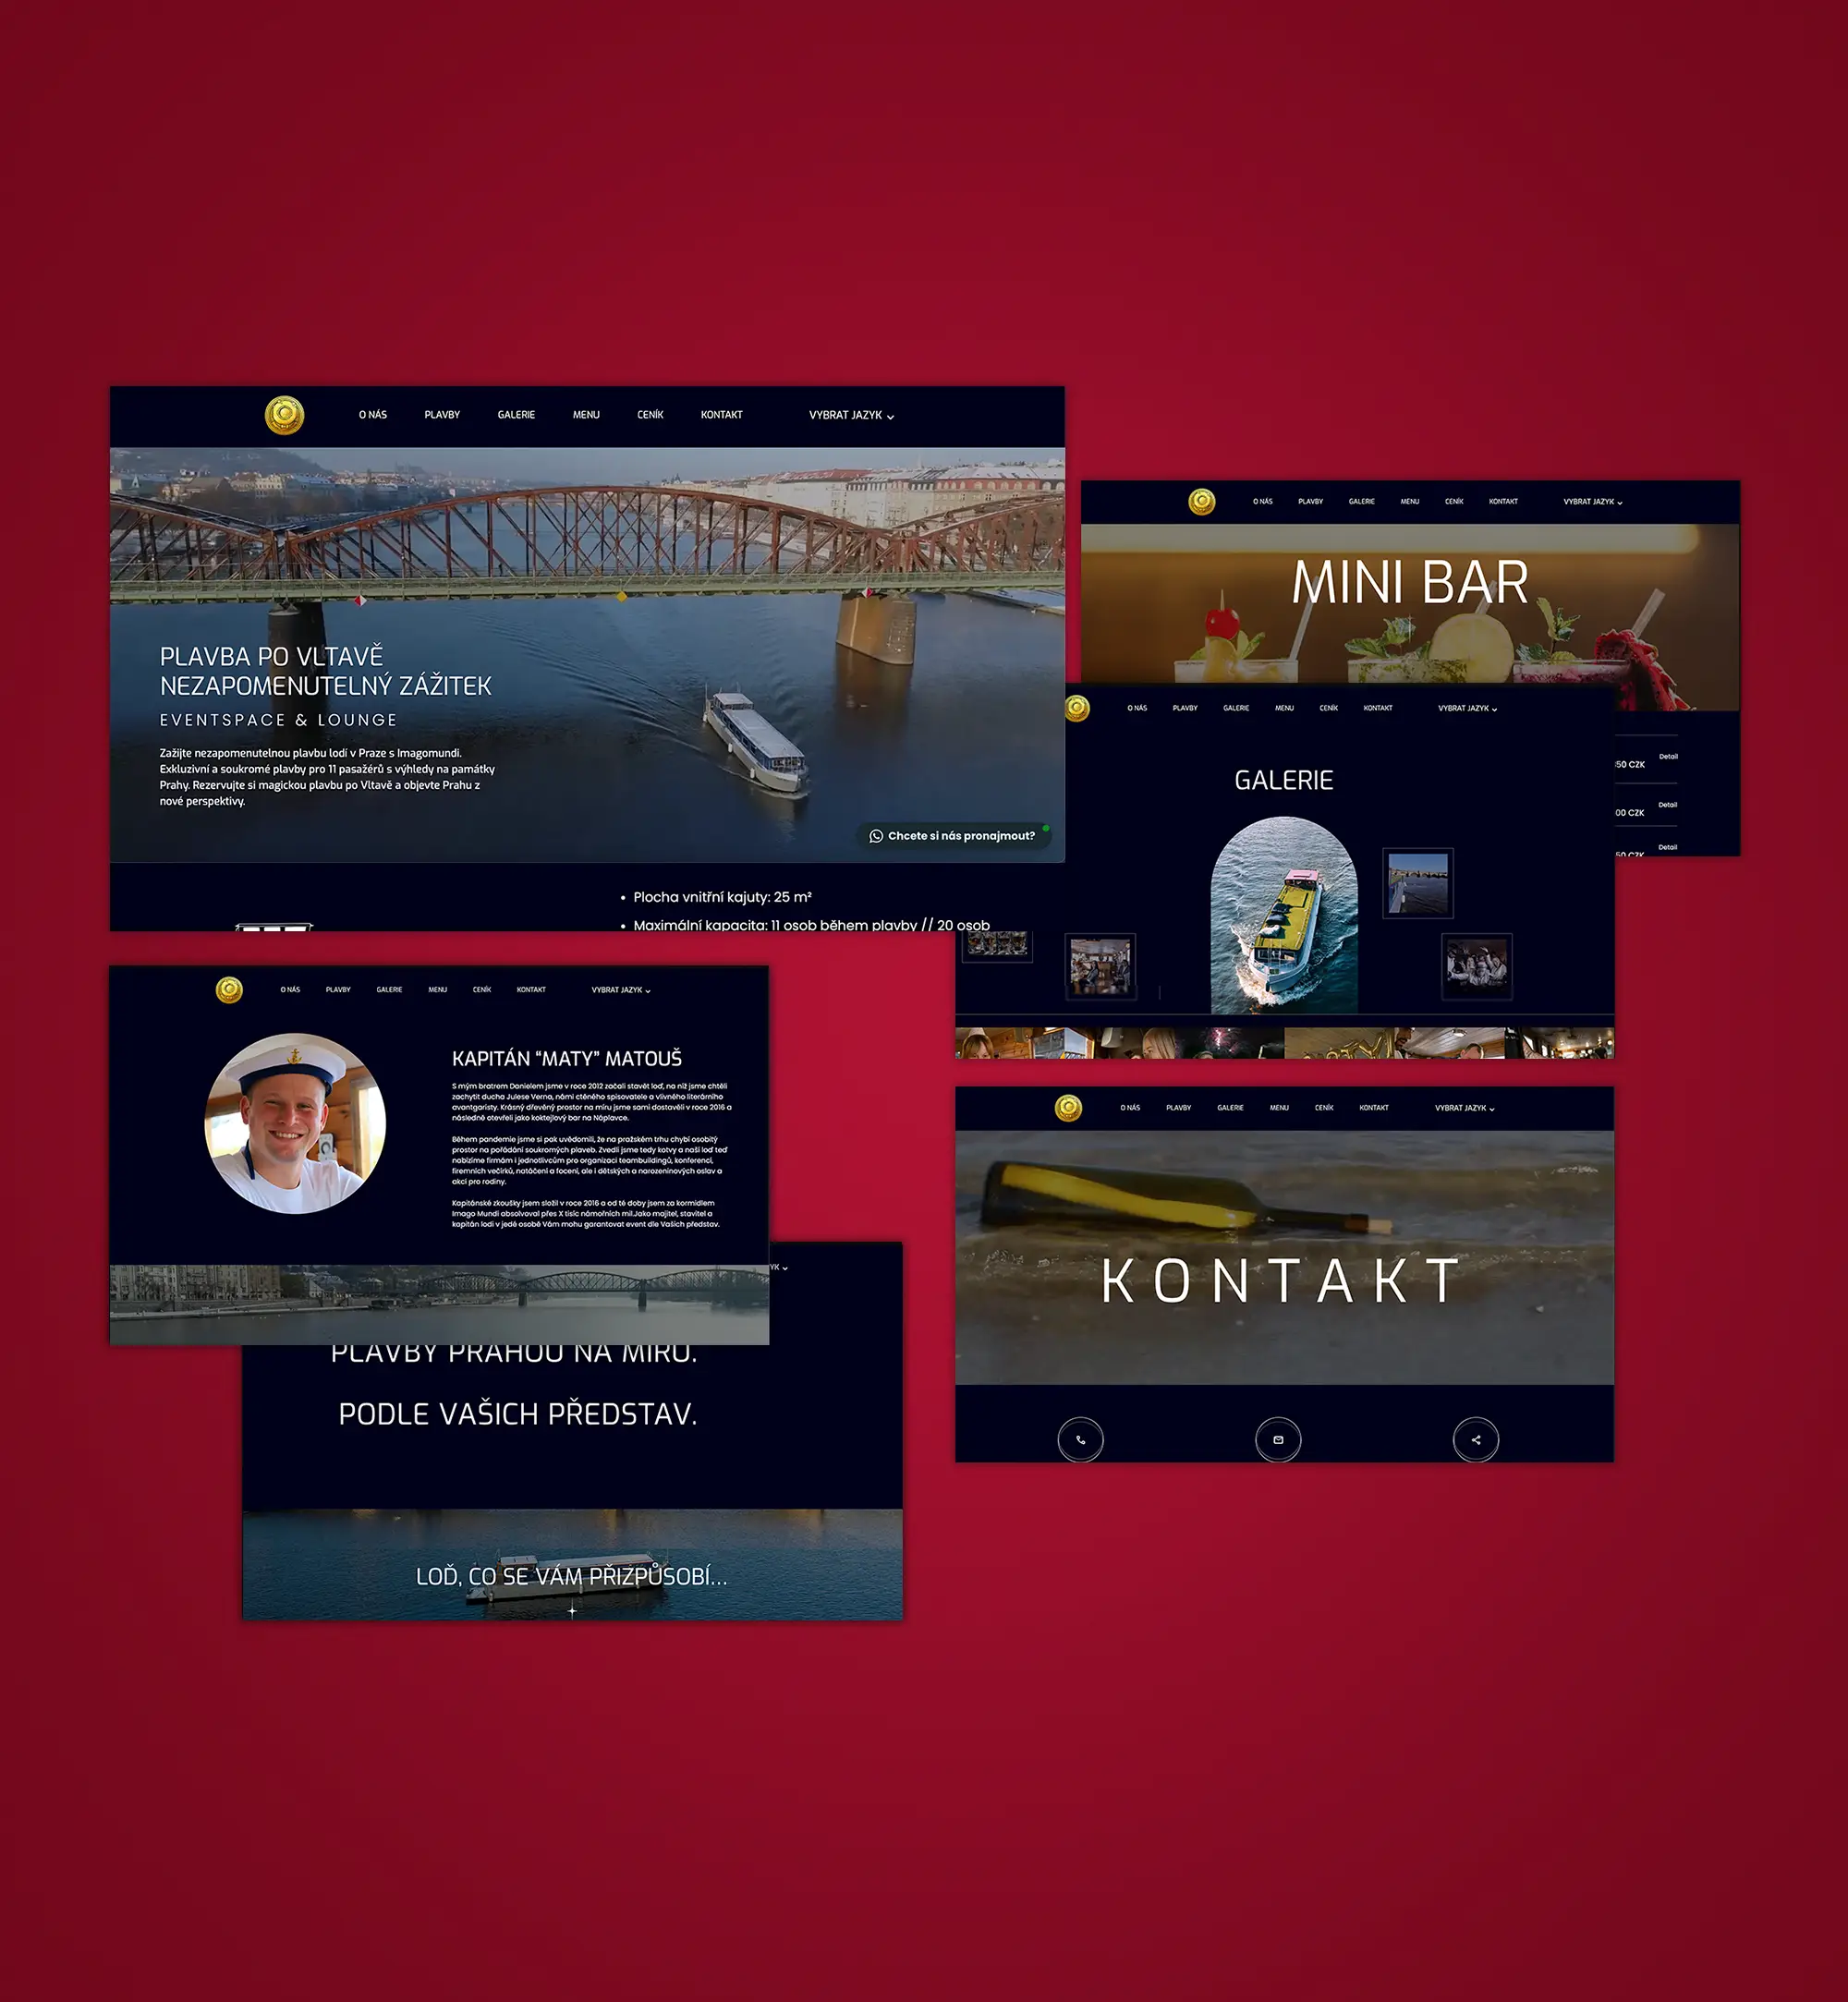 O NÁS PLAVBY GALERIE MENU CENÍK KONTAKT VYBRAT JAZYK
PLAVBA PO VLTAVĚ
NEZAPOMENUTELNÝ ZÁŽITEK
EVENTSPACE & LOUNGE
Zažijte nezapomenutelnou plavbu lodí v Praze s Imagomundi.
Exkluzivní a soukromé plavby pro 11 pasažérů s výhledy na památky
Prahy. Rezervujte si magickou plavbu po Vltavě a objevte Prahu z
nové perspektivy.
Chcete si nás pronajmout?
• Plocha vnitřní kajuty: 25 m²
• Maximální kapacita: 11 osob během plavby // 20 osob
O NÁS PLAVBY GALERIE MENU CENÍK KONTAKT VYBRAT JAZYK
MINI BAR
Detail
50 CZK
Detail
00 CZK
Detail
50 CZK
O NÁS PLAVBY GALERIE MENU CENÍK KONTAKT VYBRAT JAZYK
GALERIE
O NÁS PLAVBY GALERIE MENU CENÍK KONTAKT VYBRAT JAZYK
KAPITÁN “MATY” MATOUŠ
S mým bratrem Danielem jsme v roce 2012 začali stavět loď, na níž jsme chtěli
zachytit ducha Julese Verna, námi ctěného spisovatele a vlivného literárního
avantgaristy. Krásný dřevěný prostor na míru jsme sami dostavěli v roce 2016 a
následně otevřeli jako koktejlový bar na Náplavce.
Během pandemie jsme si pak uvědomili, že na pražském trhu chybí osobitý
prostor na pořádání soukromých plaveb. Zvedli jsme tedy kotvy a naši loď teď
nabízíme firmám i jednotlivcům pro organizaci teambuildingů, konferencí,
firemních večírků, natáčení a focení, ale i dětských a narozeninových oslav a
akcí pro rodiny.
Kapitánské zkoušky jsem složil v roce 2016 a od té doby jsem za kormidlem
Imago Mundi absolvoval přes X tisíc námořních mil.Jako majitel, stavitel a
kapitán lodi v jedé osobě Vám mohu garantovat event dle Vašich představ.
YK
PLAVBY PRAHOU NA MÍRU.
PODLE VAŠICH PŘEDSTAV.
LOĎ, CO SE VÁM PŘIZPŮSOBÍ...
O NÁS PLAVBY GALERIE MENU CENÍK KONTAKT VYBRAT JAZYK
KONTAKT